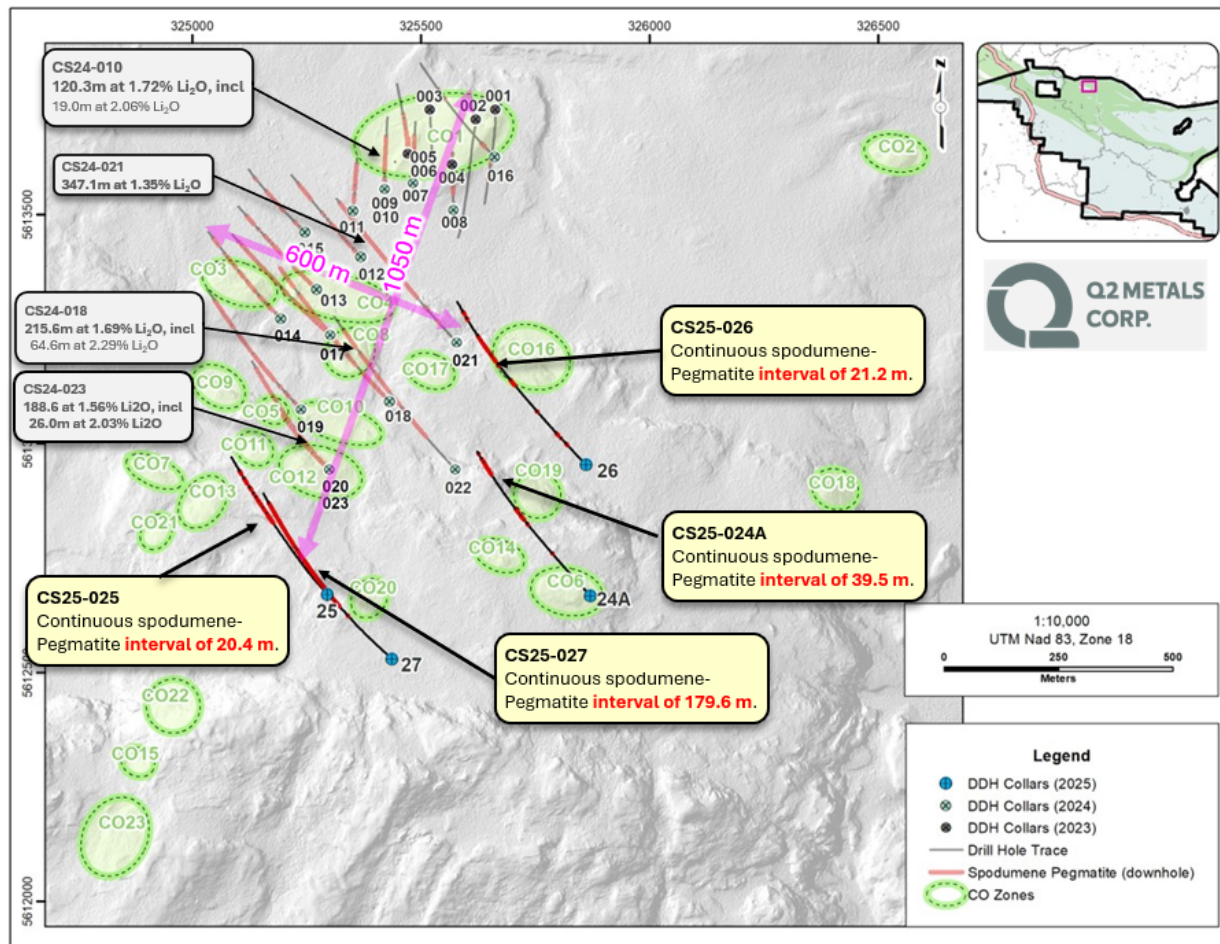 325000
325500
326000
326500
CS24-010
120.3m at 1.72% Li₂O, incl
19.0m at 2.06% Li₂O
CS24-021
347.1m at 1.35% Li₂O
CS24-018
215.6m at 1.69% Li₂O, incl
64.6m at 2.29% Li₂O
CS24-023
188.6 at 1.56% Li2O, incl
26.0m at 2.03% Li2O
003
002
001
CO1
005
006
004
016
009
010
007
008
011
015
012
CO2
5613500
600 m
1050 m
CO3
013
CO4
014
017
CO8
021
CO17
CO16
CO9
CO5
019
CO10
018
CO11
CO12
020
023
022
CO7
CO13
CO21
CO19
26
CO18
CO14
CO6
24A
25
CO20
27
CO22
CO15
CO23
5612500
5612000
CS25-026
Continuous spodumene-
Pegmatite interval of 21.2 m.
CS25-024A
Continuous spodumene-
Pegmatite interval of 39.5 m.
CS25-025
Continuous spodumene-
Pegmatite interval of 20.4 m.
CS25-027
Continuous spodumene-
Pegmatite interval of 179.6 m.
N
Q2 METALS
CORP.
1:10,000
UTM Nad 83, Zone 18
0 250 500
Meters
Legend
DDH Collars (2025)
DDH Collars (2024)
DDH Collars (2023)
Drill Hole Trace
Spodumene Pegmatite (downhole)
CO Zones